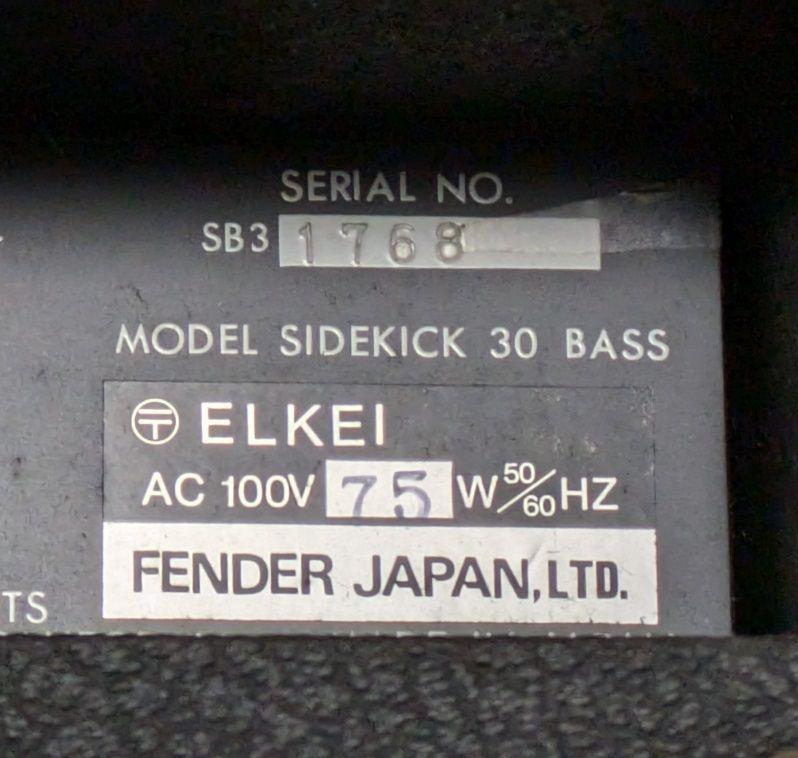 SERIAL NO.
SB3 1768
MODEL SIDEKICK 30 BASS
〶 ELKEI
AC 100V 75 W 50/60 HZ
FENDER JAPAN, LTD.
TS